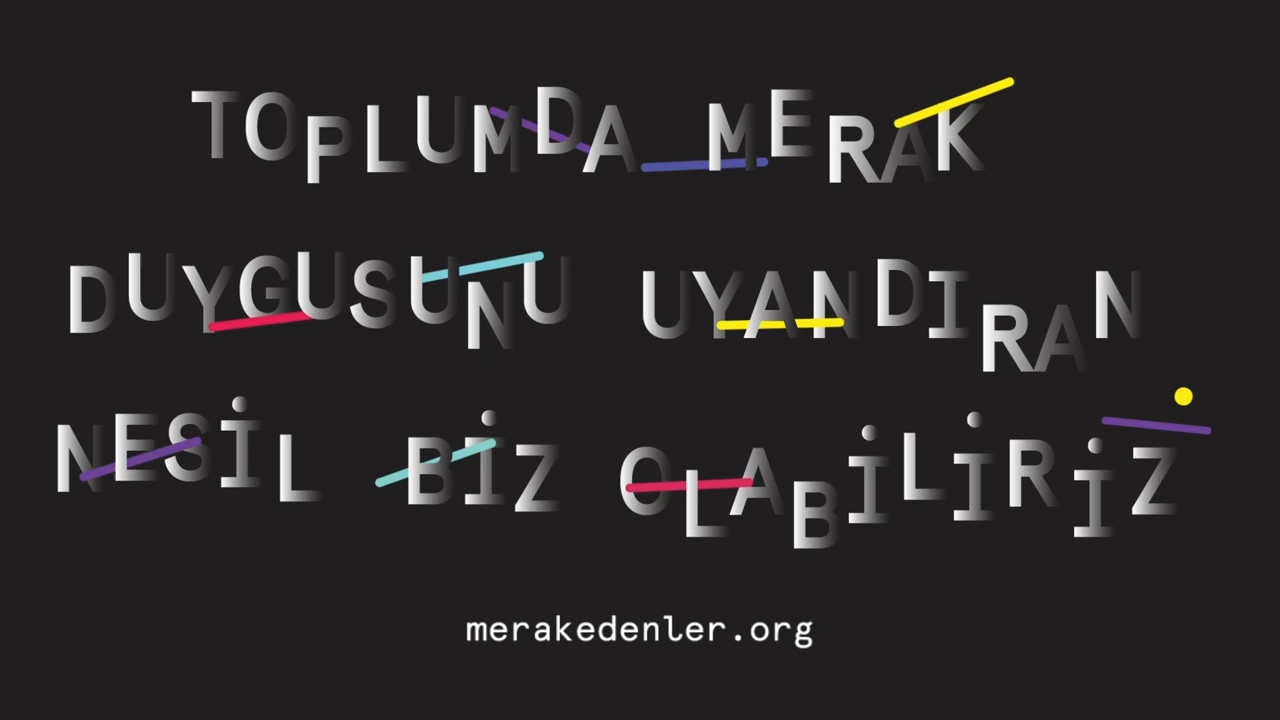 TOPLUMDA MERAK
DUYGUSUNU UYANDIRAN
NESİL BİZ OLABİLİRİZ
merakedenler.org